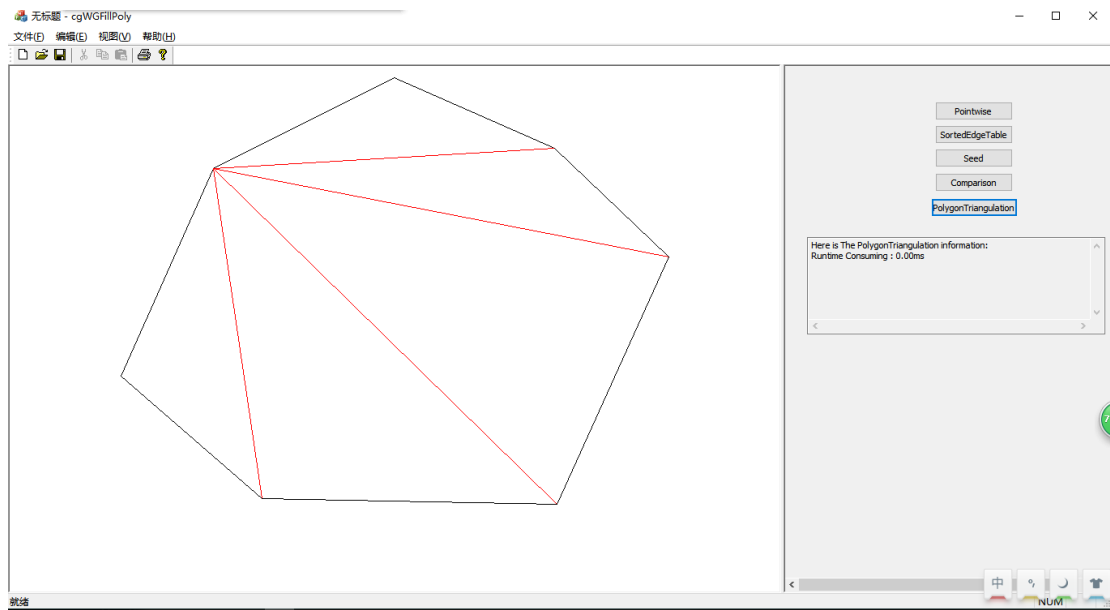 无标题 - cgWGFillPoly
文件(F) 编辑(E) 视图(V) 帮助(H)
Pointwise
SortedEdgeTable
Seed
Comparison
PolygonTriangulation
Here is The PolygonTriangulation information:
Runtime Consuming : 0.00ms
中
就绪
NUM